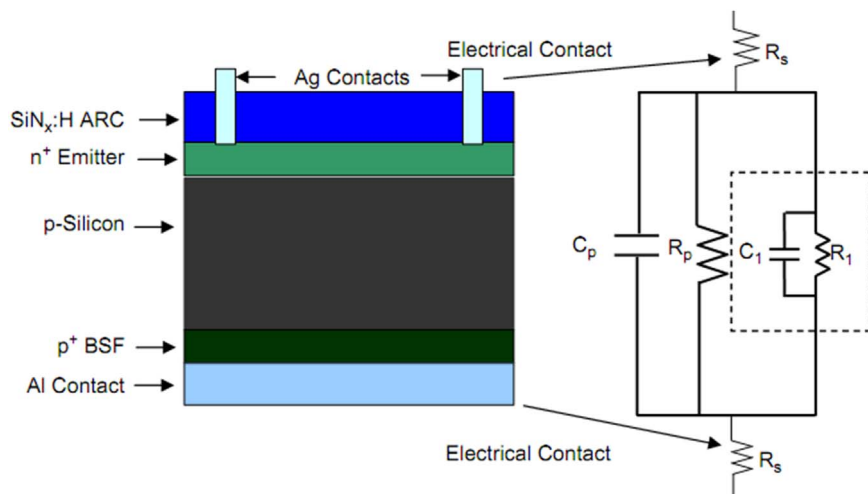 Electrical Contact
Ag Contacts
SiNₓ:H ARC
n⁺ Emitter
p-Silicon
p⁺ BSF
Al Contact
Electrical Contact
Rₛ
Cₚ
Rₚ
C₁
R₁
Rₛ